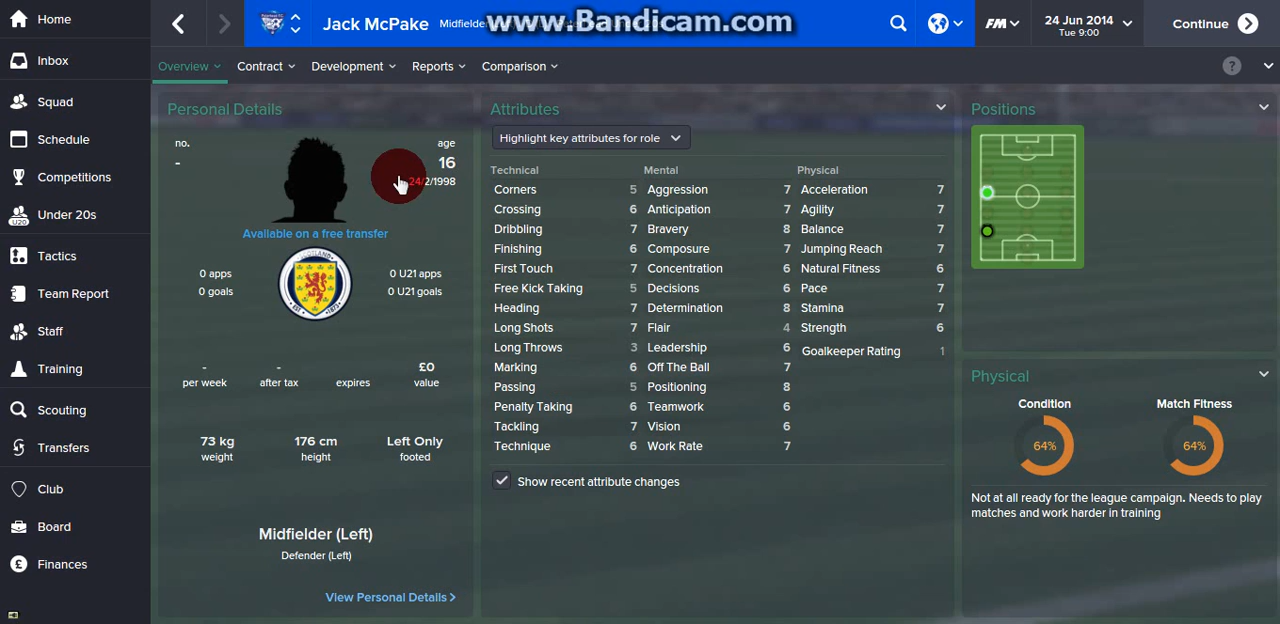 Home
Inbox
Squad
Schedule
Competitions
U20
Under 20s
Tactics
Team Report
Staff
Training
Scouting
Transfers
Club
Board
Finances
Jack McPake
www.Bandicam.com
FM
24 Jun 2014
Tue 9:00
Continue
Overview
Contract
Development
Reports
Comparison
?
Personal Details
no.
-
age
16
24/2/1998
Available on a free transfer
0 apps
0 goals
SCOTLAND
0 U21 apps
0 U21 goals
- per week
- after tax
expires
£0 value
73 kg weight
176 cm height
Left Only footed
Midfielder (Left)
Defender (Left)
View Personal Details >
Attributes
Highlight key attributes for role
Technical Mental Physical
Corners 5 Aggression 7 Acceleration 7
Crossing 6 Anticipation 7 Agility 7
Dribbling 7 Bravery 8 Balance 7
Finishing 6 Composure 7 Jumping Reach 7
First Touch 7 Concentration 6 Natural Fitness 6
Free Kick Taking 5 Decisions 6 Pace 7
Heading 7 Determination 8 Stamina 7
Long Shots 7 Flair 4 Strength 6
Long Throws 3 Leadership 6 Goalkeeper Rating 1
Marking 6 Off The Ball 7
Passing 5 Positioning 8
Penalty Taking 6 Teamwork 6
Tackling 7 Vision 6
Technique 6 Work Rate 7
Show recent attribute changes
Positions
Physical
Condition
64%
Match Fitness
64%
Not at all ready for the league campaign. Needs to play
matches and work harder in training